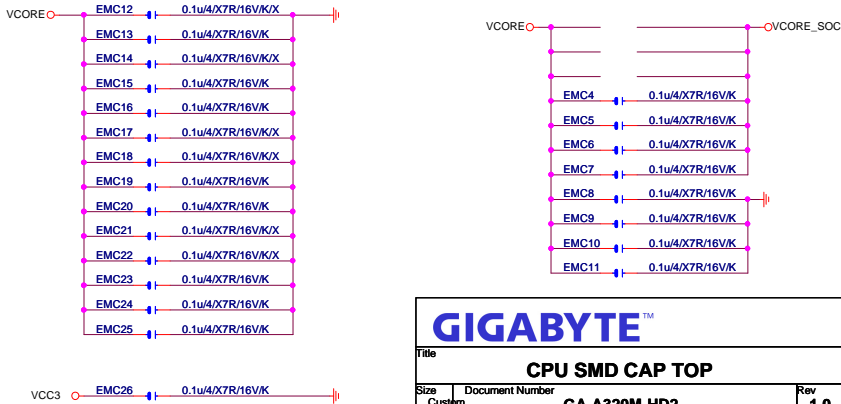 VCORE EMC12 0.1u/4/X7R/16V/K/X
EMC13 0.1u/4/X7R/16V/K
EMC14 0.1u/4/X7R/16V/K/X
EMC15 0.1u/4/X7R/16V/K
EMC16 0.1u/4/X7R/16V/K
EMC17 0.1u/4/X7R/16V/K/X
EMC18 0.1u/4/X7R/16V/K/X
EMC19 0.1u/4/X7R/16V/K
EMC20 0.1u/4/X7R/16V/K
EMC21 0.1u/4/X7R/16V/K/X
EMC22 0.1u/4/X7R/16V/K/X
EMC23 0.1u/4/X7R/16V/K
EMC24 0.1u/4/X7R/16V/K
EMC25 0.1u/4/X7R/16V/K
VCC3 EMC26 0.1u/4/X7R/16V/K
VCORE VCORE_SOC
EMC4 0.1u/4/X7R/16V/K
EMC5 0.1u/4/X7R/16V/K
EMC6 0.1u/4/X7R/16V/K
EMC7 0.1u/4/X7R/16V/K
EMC8 0.1u/4/X7R/16V/K
EMC9 0.1u/4/X7R/16V/K
EMC10 0.1u/4/X7R/16V/K
EMC11 0.1u/4/X7R/16V/K
GIGABYTE™
Title
CPU SMD CAP TOP
Size Document Number Rev
Custom GA-A320M-HD2 1.0